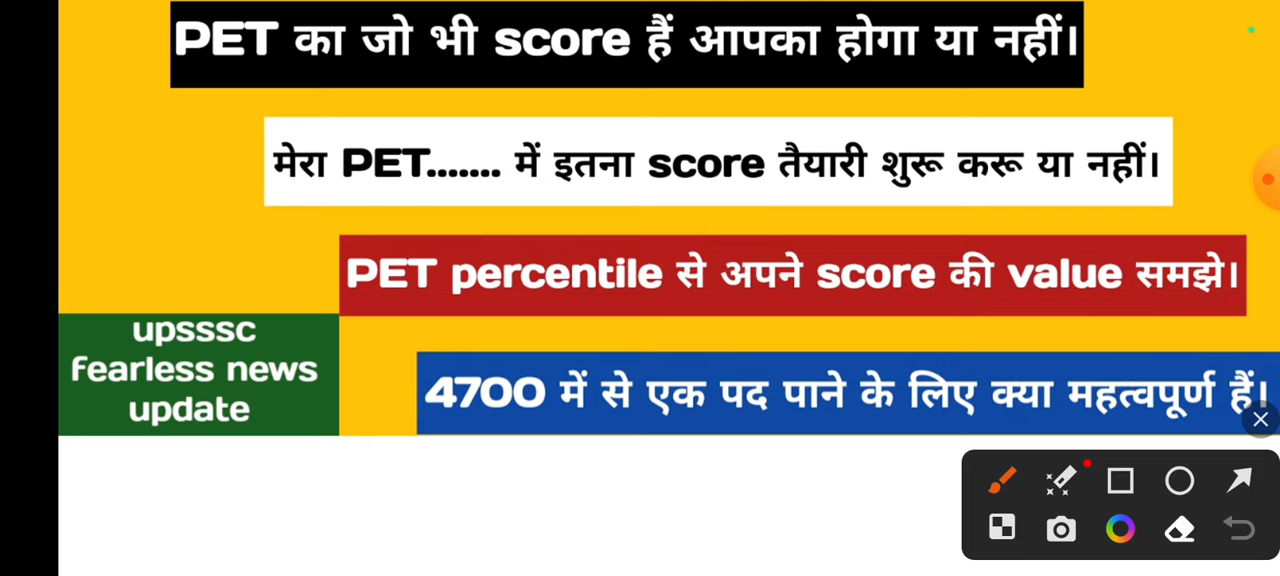 PET का जो भी score हैं आपका होगा या नहीं।
मेरा PET....... में इतना score तैयारी शुरू करू या नहीं।
PET percentile से अपने score की value समझे।
upsssc
fearless news
update
4700 में से एक पद पाने के लिए क्या महत्वपूर्ण हैं।